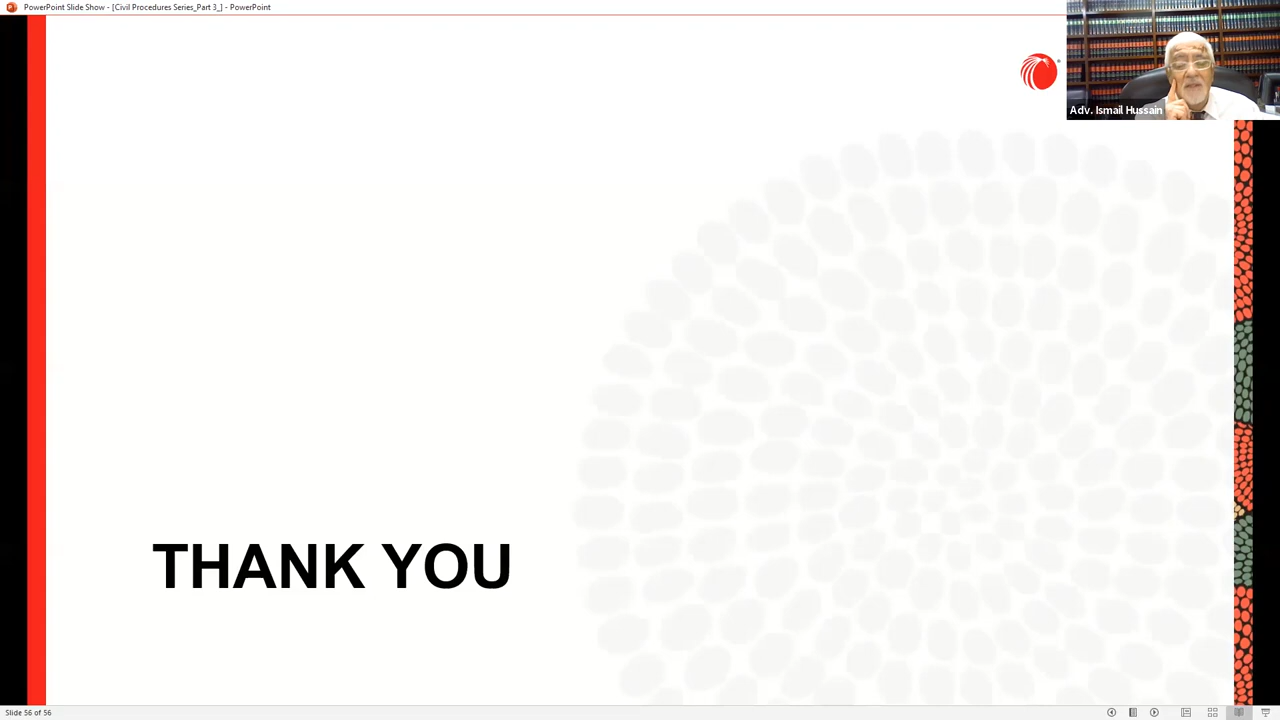 PowerPoint Slide Show - [Civil Procedures Series_Part 3_] - PowerPoint
Adv. Ismail Hussain
THANK YOU
Slide 56 of 56